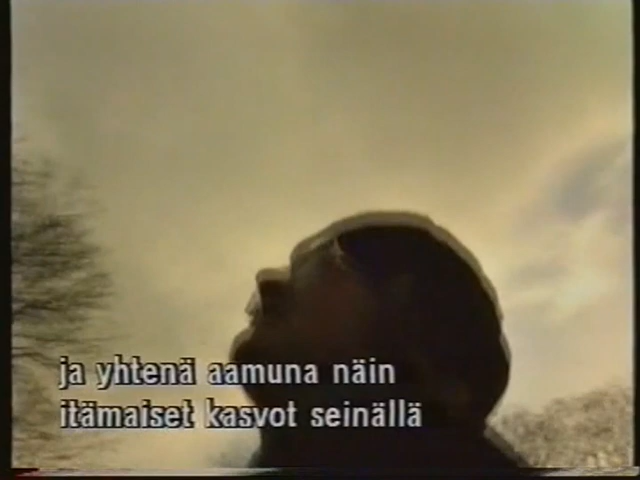 ja yhtenä aamuna näin
itämaiset kasvot seinällä